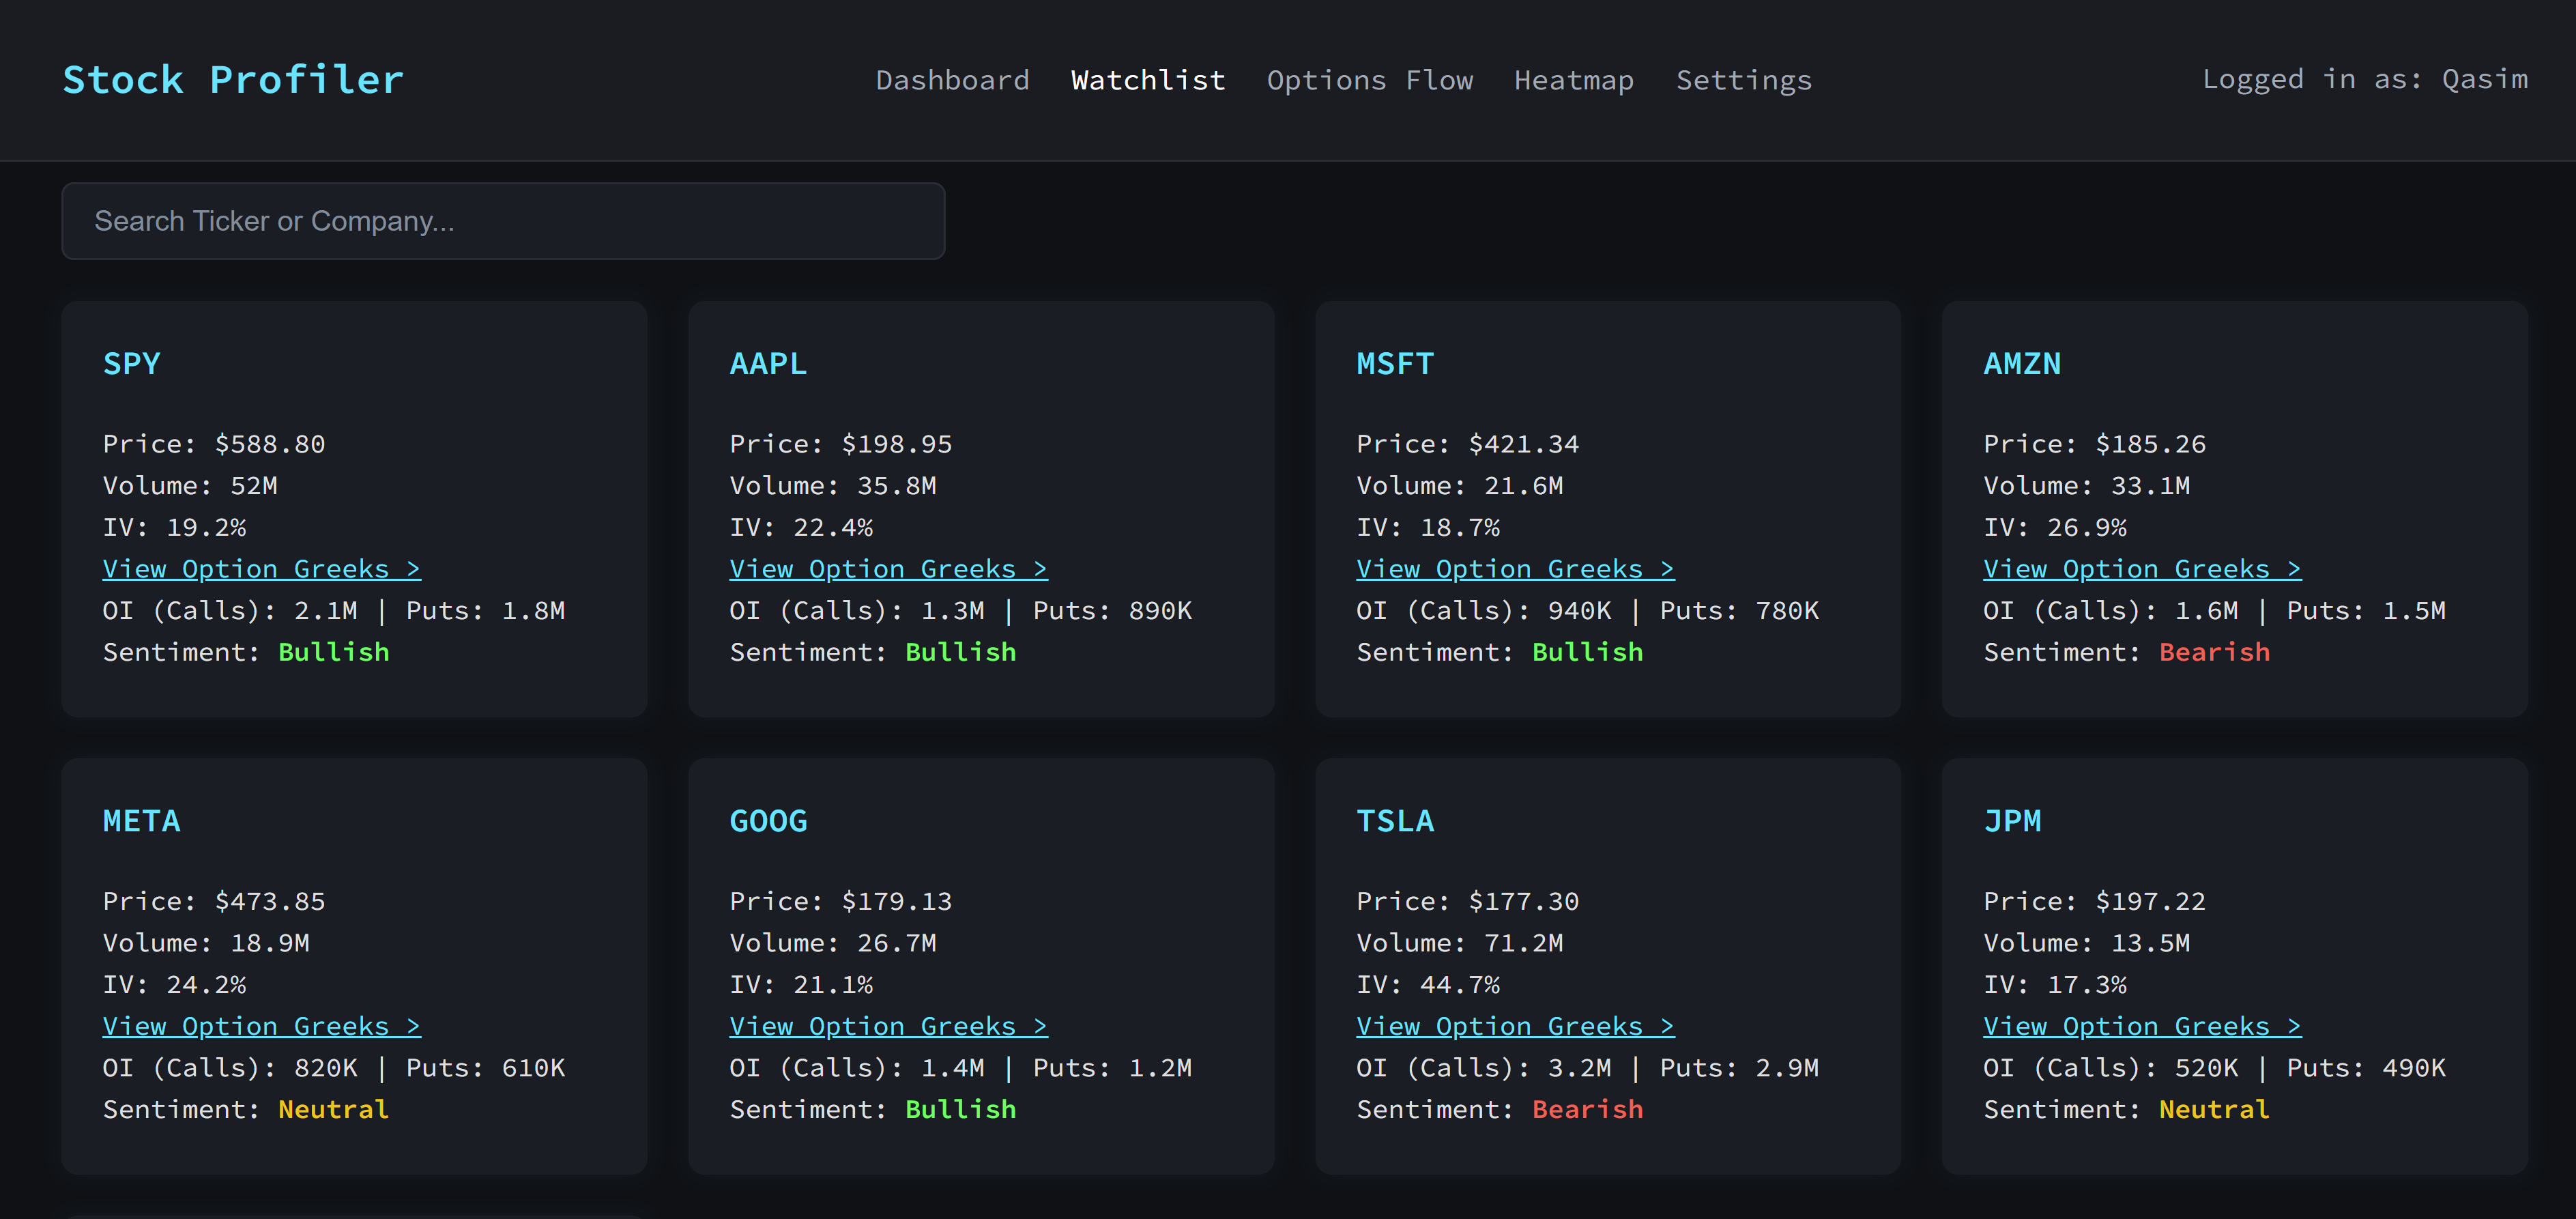 Stock Profiler
Dashboard Watchlist Options Flow Heatmap Settings
Logged in as: Qasim
Search Ticker or Company...
SPY
Price: $588.80
Volume: 52M
IV: 19.2%
View Option Greeks >
OI (Calls): 2.1M | Puts: 1.8M
Sentiment: Bullish
AAPL
Price: $198.95
Volume: 35.8M
IV: 22.4%
View Option Greeks >
OI (Calls): 1.3M | Puts: 890K
Sentiment: Bullish
MSFT
Price: $421.34
Volume: 21.6M
IV: 18.7%
View Option Greeks >
OI (Calls): 940K | Puts: 780K
Sentiment: Bullish
AMZN
Price: $185.26
Volume: 33.1M
IV: 26.9%
View Option Greeks >
OI (Calls): 1.6M | Puts: 1.5M
Sentiment: Bearish
META
Price: $473.85
Volume: 18.9M
IV: 24.2%
View Option Greeks >
OI (Calls): 820K | Puts: 610K
Sentiment: Neutral
GOOG
Price: $179.13
Volume: 26.7M
IV: 21.1%
View Option Greeks >
OI (Calls): 1.4M | Puts: 1.2M
Sentiment: Bullish
TSLA
Price: $177.30
Volume: 71.2M
IV: 44.7%
View Option Greeks >
OI (Calls): 3.2M | Puts: 2.9M
Sentiment: Bearish
JPM
Price: $197.22
Volume: 13.5M
IV: 17.3%
View Option Greeks >
OI (Calls): 520K | Puts: 490K
Sentiment: Neutral